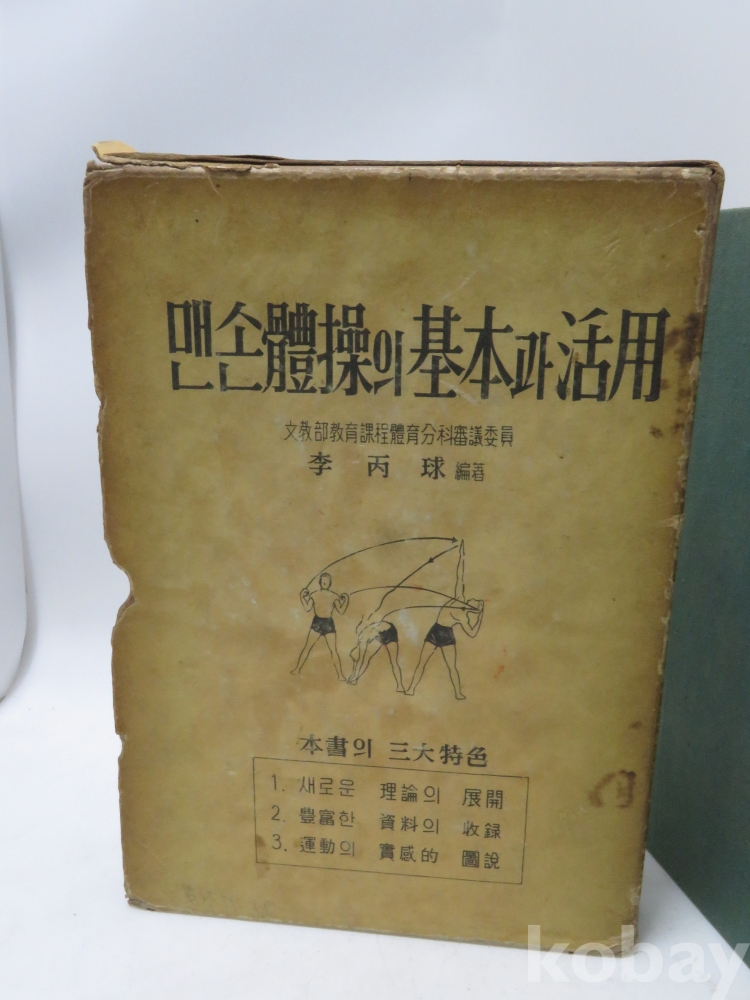 맨손體操의基本과活用
文教部教育課程體育分科審議委員
李丙球 編著
本書의 三大特色
1. 새로운 理論의 展開
2. 豐富한 資料의 收録
3. 運動의 實感的 圖說
kobay